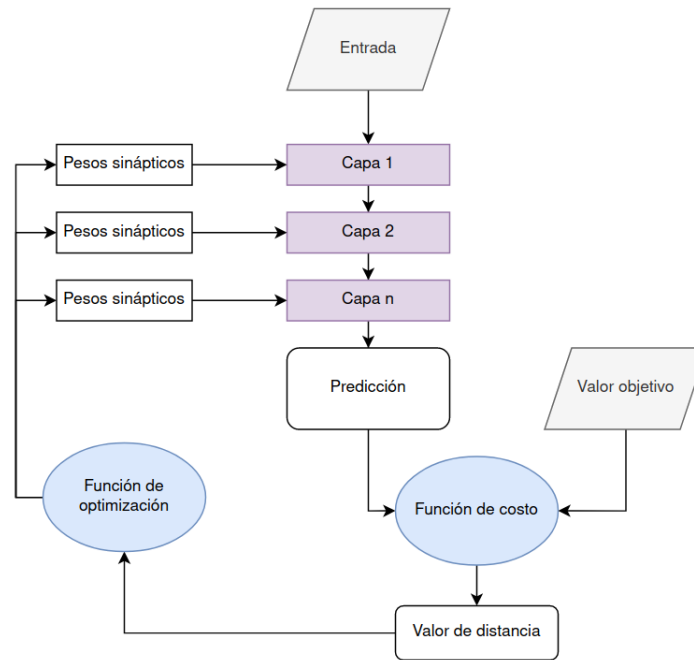 Entrada
Pesos sinápticos
Capa 1
Pesos sinápticos
Capa 2
Pesos sinápticos
Capa n
Predicción
Valor objetivo
Función de
optimización
Función de costo
Valor de distancia